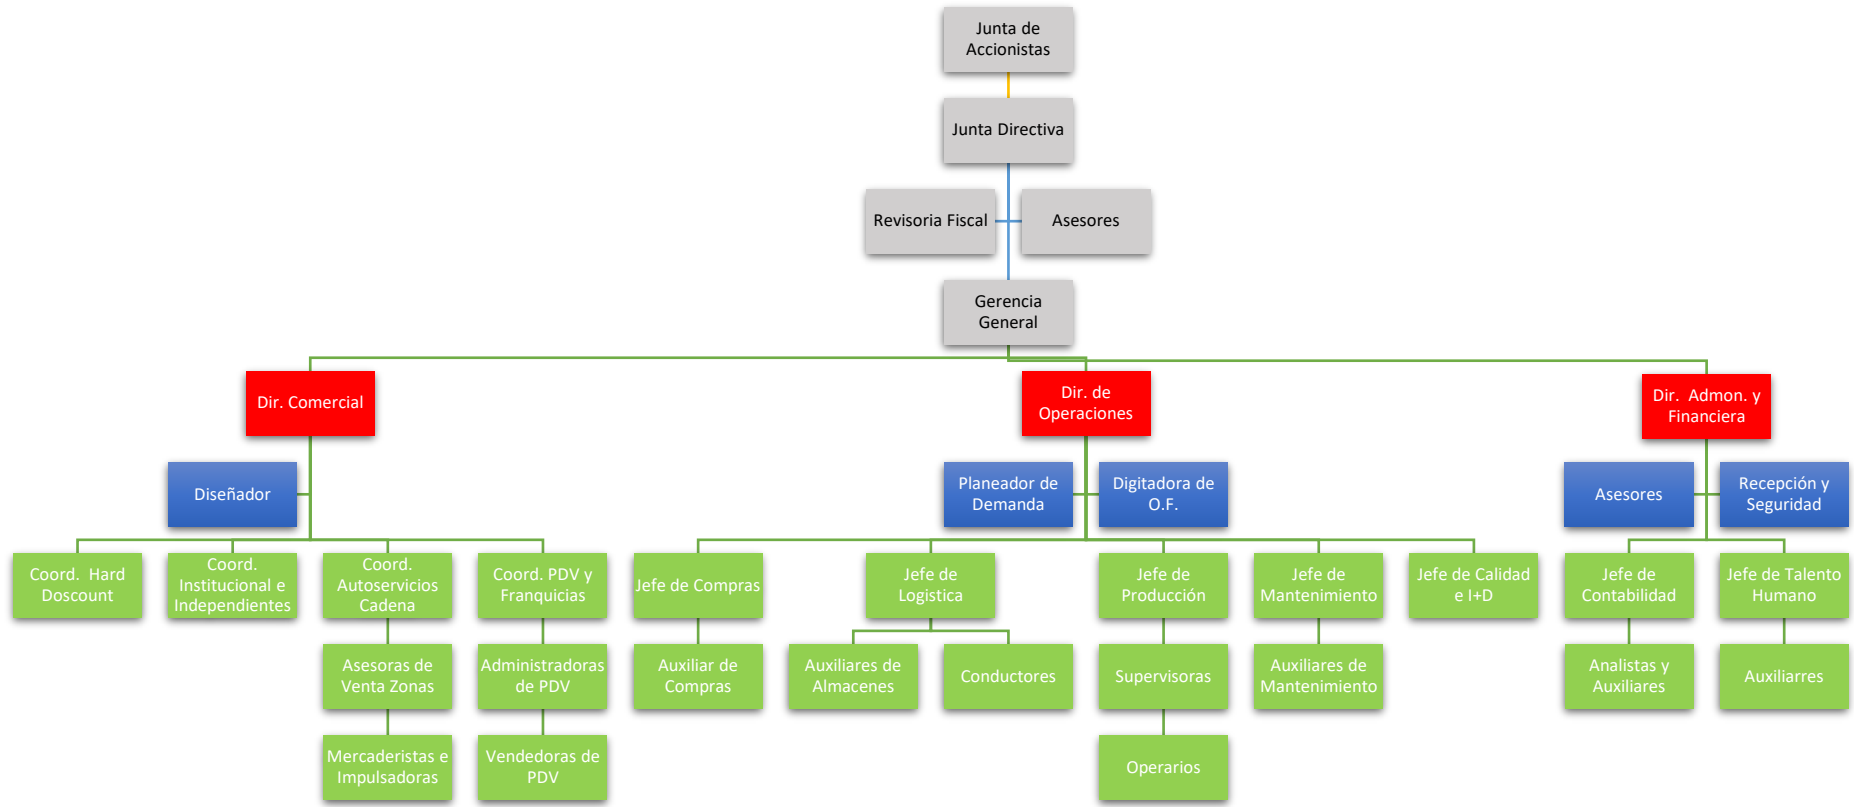 Junta de
Accionistas
Junta Directiva
Revisoria Fiscal
Asesores
Gerencia
General
Dir. Comercial
Dir. de
Operaciones
Dir. Admon. y
Financiera
Diseñador
Planeador de
Demanda
Digitadora de
O.F.
Asesores
Recepción y
Seguridad
Coord. Hard
Doscount
Coord.
Institucional e
Independientes
Coord.
Autoservicios
Cadena
Coord. PDV y
Franquicias
Jefe de Compras
Jefe de
Logistica
Jefe de
Producción
Jefe de
Mantenimiento
Jefe de Calidad
e I+D
Jefe de
Contabilidad
Jefe de Talento
Humano
Asesoras de
Venta Zonas
Administradoras
de PDV
Auxiliar de
Compras
Auxiliares de
Almacenes
Conductores
Supervisoras
Auxiliares de
Mantenimiento
Analistas y
Auxiliares
Auxiliarres
Mercaderistas e
Impulsadoras
Vendedoras de
PDV
Operarios